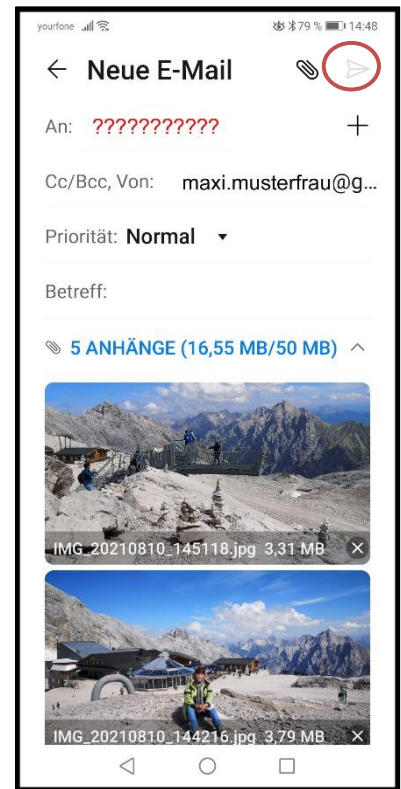 yourfone 79 % 14:48
Neue E-Mail
An: ???????????
Cc/Bcc, Von: maxi.musterfrau@g...
Priorität: Normal
Betreff:
5 ANHÄNGE (16,55 MB/50 MB)
IMG_20210810_145118.jpg 3,31 MB
IMG_20210810_144216.jpg 3,79 MB